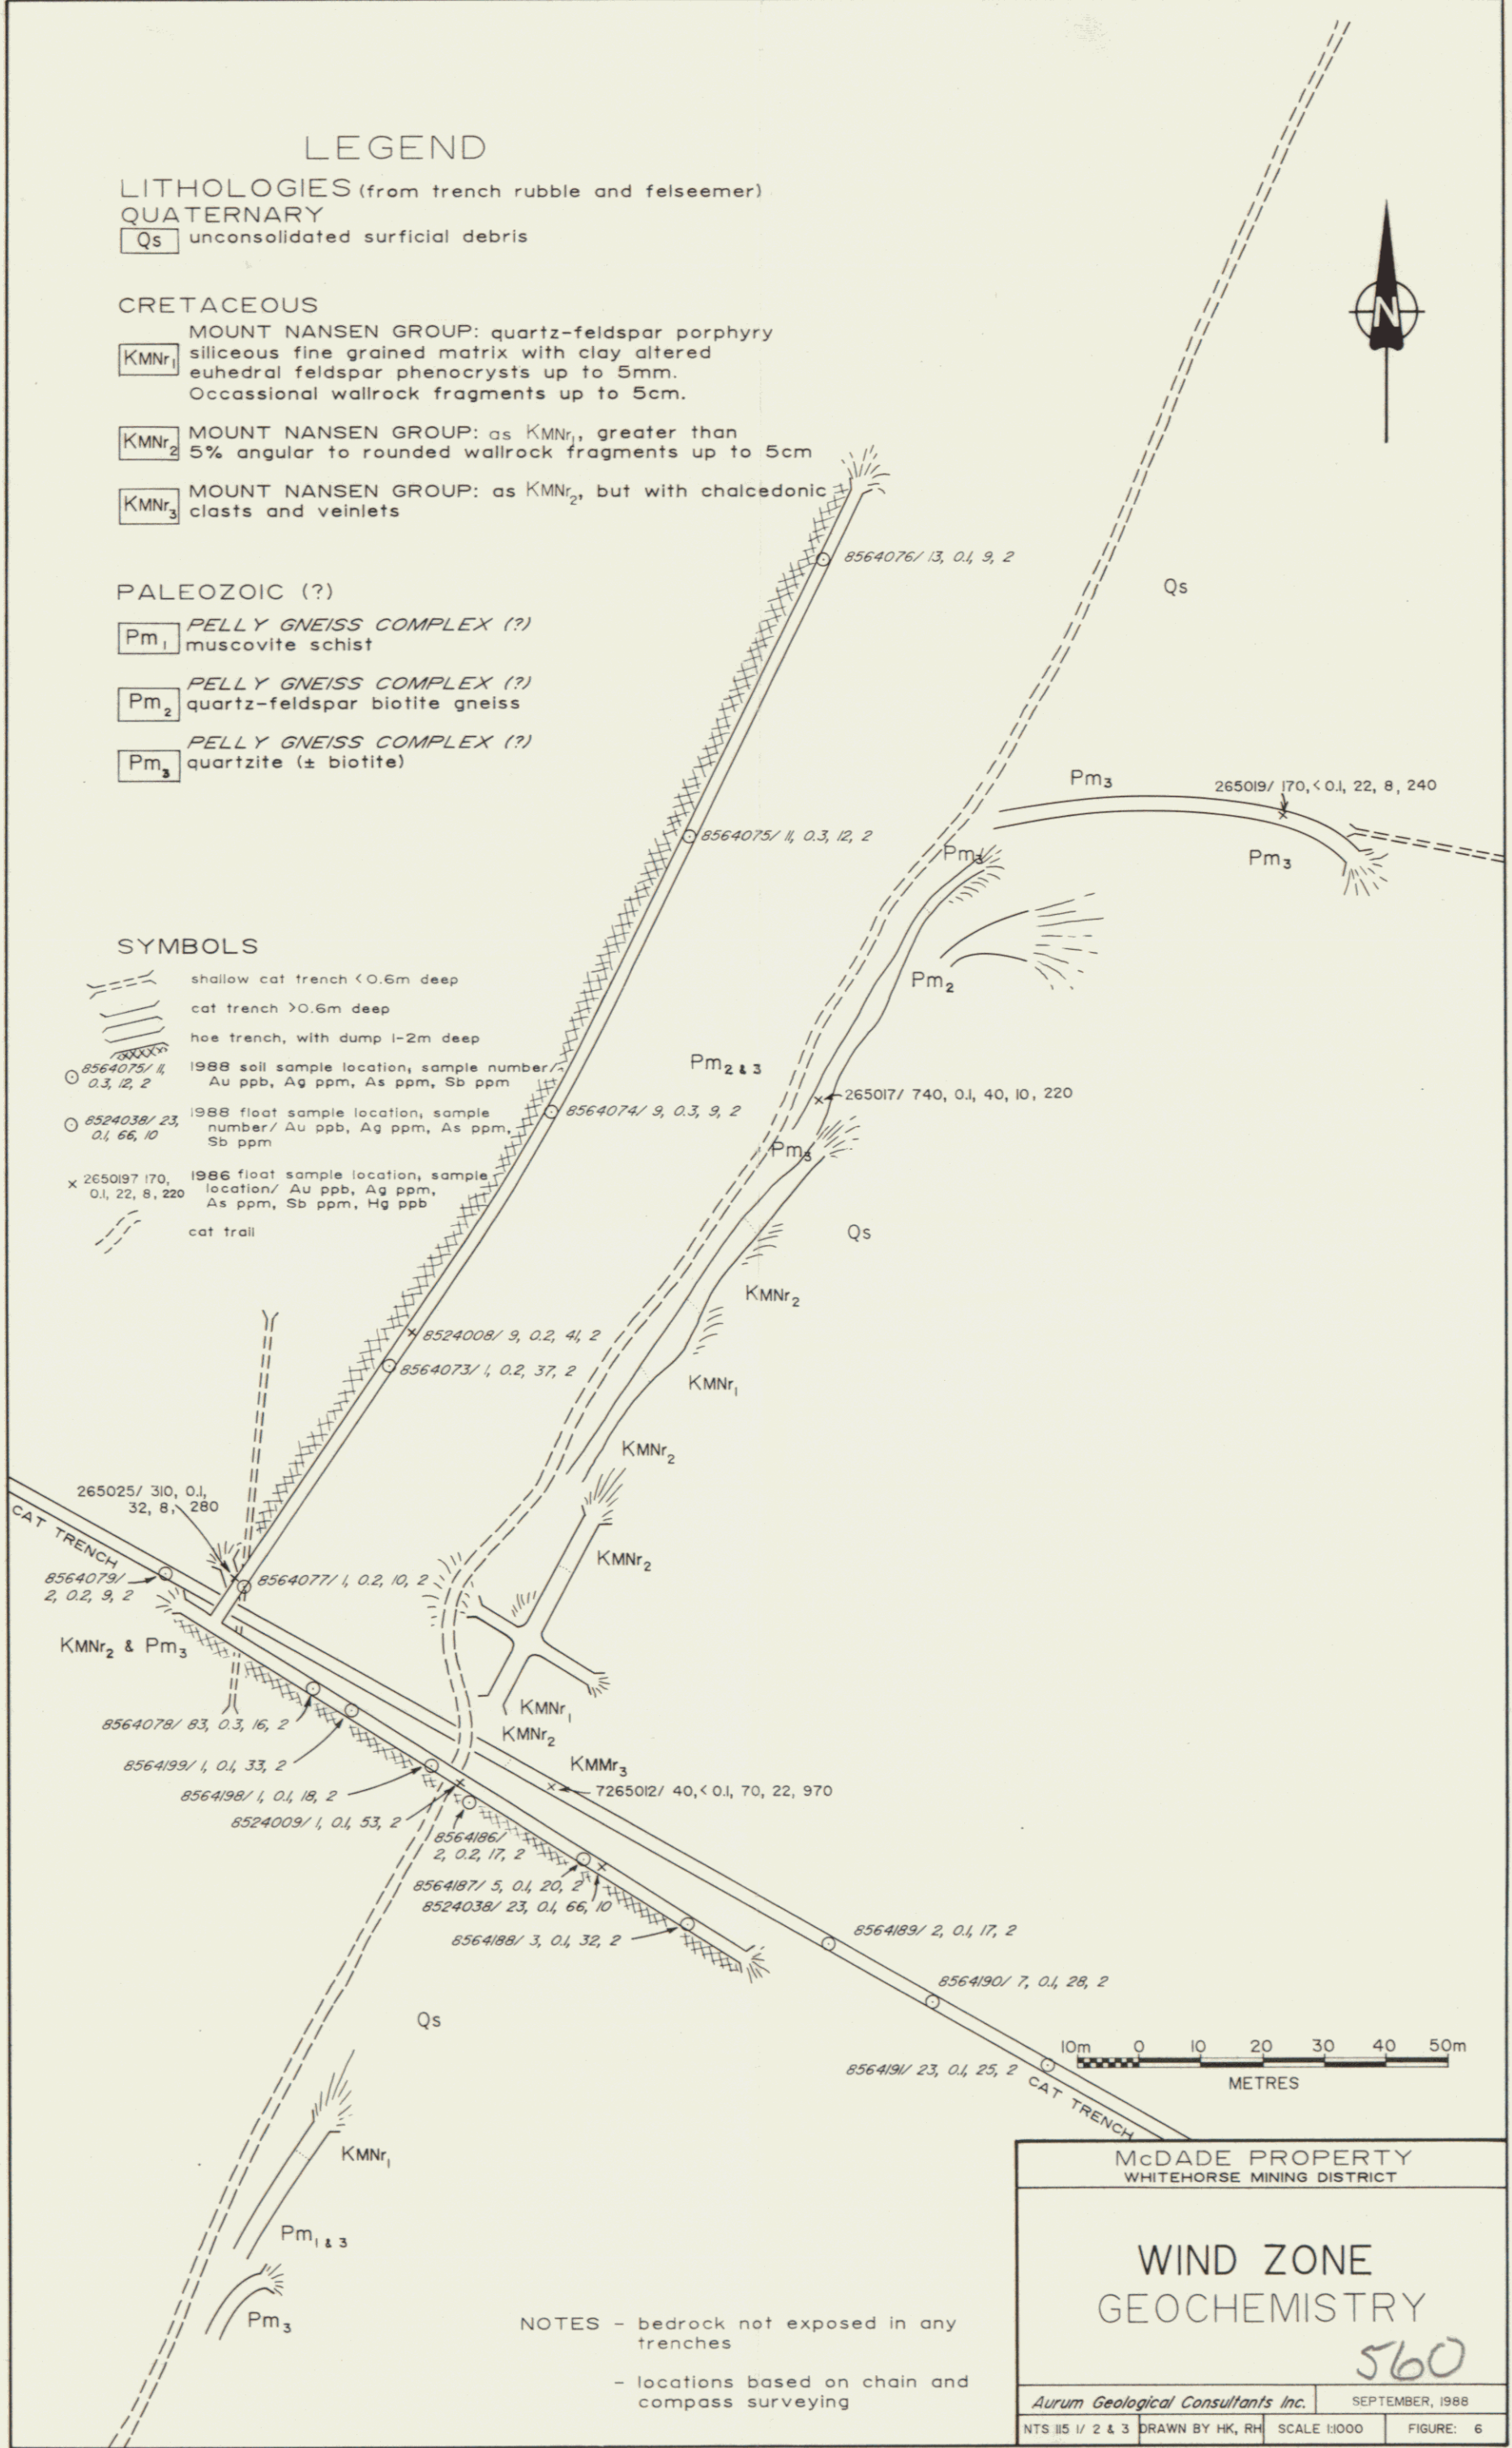 LEGEND
LITHOLOGIES (from trench rubble and felseemer)
QUATERNARY
Qs unconsolidated surficial debris
CRETACEOUS
MOUNT NANSEN GROUP: quartz-feldspar porphyry
KMNr1 siliceous fine grained matrix with clay altered
euhedral feldspar phenocrysts up to 5mm.
Occassional wallrock fragments up to 5cm.
KMNr2 MOUNT NANSEN GROUP: as KMNr1, greater than
5% angular to rounded wallrock fragments up to 5cm
KMNr3 MOUNT NANSEN GROUP: as KMNr2, but with chalcedonic
clasts and veinlets
PALEOZOIC (?)
PELLY GNEISS COMPLEX (?)
Pm1 muscovite schist
PELLY GNEISS COMPLEX (?)
Pm2 quartz-feldspar biotite gneiss
PELLY GNEISS COMPLEX (?)
Pm3 quartzite (± biotite)
SYMBOLS
shallow cat trench <0.6m deep
cat trench >0.6m deep
hoe trench, with dump 1-2m deep
8564075/ 11,
0.3, 12, 2
1988 soil sample location, sample number/
Au ppb, Ag ppm, As ppm, Sb ppm
8524038/ 23,
0.1, 66, 10
1988 float sample location, sample
number/ Au ppb, Ag ppm, As ppm,
Sb ppm
2650197 170,
0.1, 22, 8, 220
1986 float sample location, sample
location/ Au ppb, Ag ppm,
As ppm, Sb ppm, Hg ppb
cat trail
N
8564076/ 13, 0.1, 9, 2
Qs
Pm3
265019/ 170, <0.1, 22, 8, 240
8564075/ 11, 0.3, 12, 2
Pm3
Pm3
Pm2
Pm2 & 3
265017/ 740, 0.1, 40, 10, 220
8564074/ 9, 0.3, 9, 2
Pm3
Qs
KMNr2
8524008/ 9, 0.2, 41, 2
8564073/ 1, 0.2, 37, 2
KMNr1
KMNr2
265025/ 310, 0.1,
32, 8, 280
CAT TRENCH
KMNr2
8564079/
2, 0.2, 9, 2
8564077/ 1, 0.2, 10, 2
KMNr2 & Pm3
KMNr1
8564078/ 83, 0.3, 16, 2
KMNr2
8564199/ 1, 0.1, 33, 2
KMMr3
7265012/ 40, <0.1, 70, 22, 970
8564198/ 1, 0.1, 18, 2
8524009/ 1, 0.1, 53, 2
8564186/
2, 0.2, 17, 2
8564187/ 5, 0.1, 20, 2
8524038/ 23, 0.1, 66, 10
8564188/ 3, 0.1, 32, 2
8564189/ 2, 0.1, 17, 2
8564190/ 7, 0.1, 28, 2
Qs
10m 0 10 20 30 40 50m
METRES
8564191/ 23, 0.1, 25, 2
CAT TRENCH
KMNr1
Pm1 & 3
Pm3
NOTES - bedrock not exposed in any
trenches
- locations based on chain and
compass surveying
McDADE PROPERTY
WHITEHORSE MINING DISTRICT
WIND ZONE
GEOCHEMISTRY
560
Aurum Geological Consultants Inc. SEPTEMBER, 1988
NTS 115 I/ 2 & 3 DRAWN BY HK, RH SCALE 1:1000 FIGURE: 6